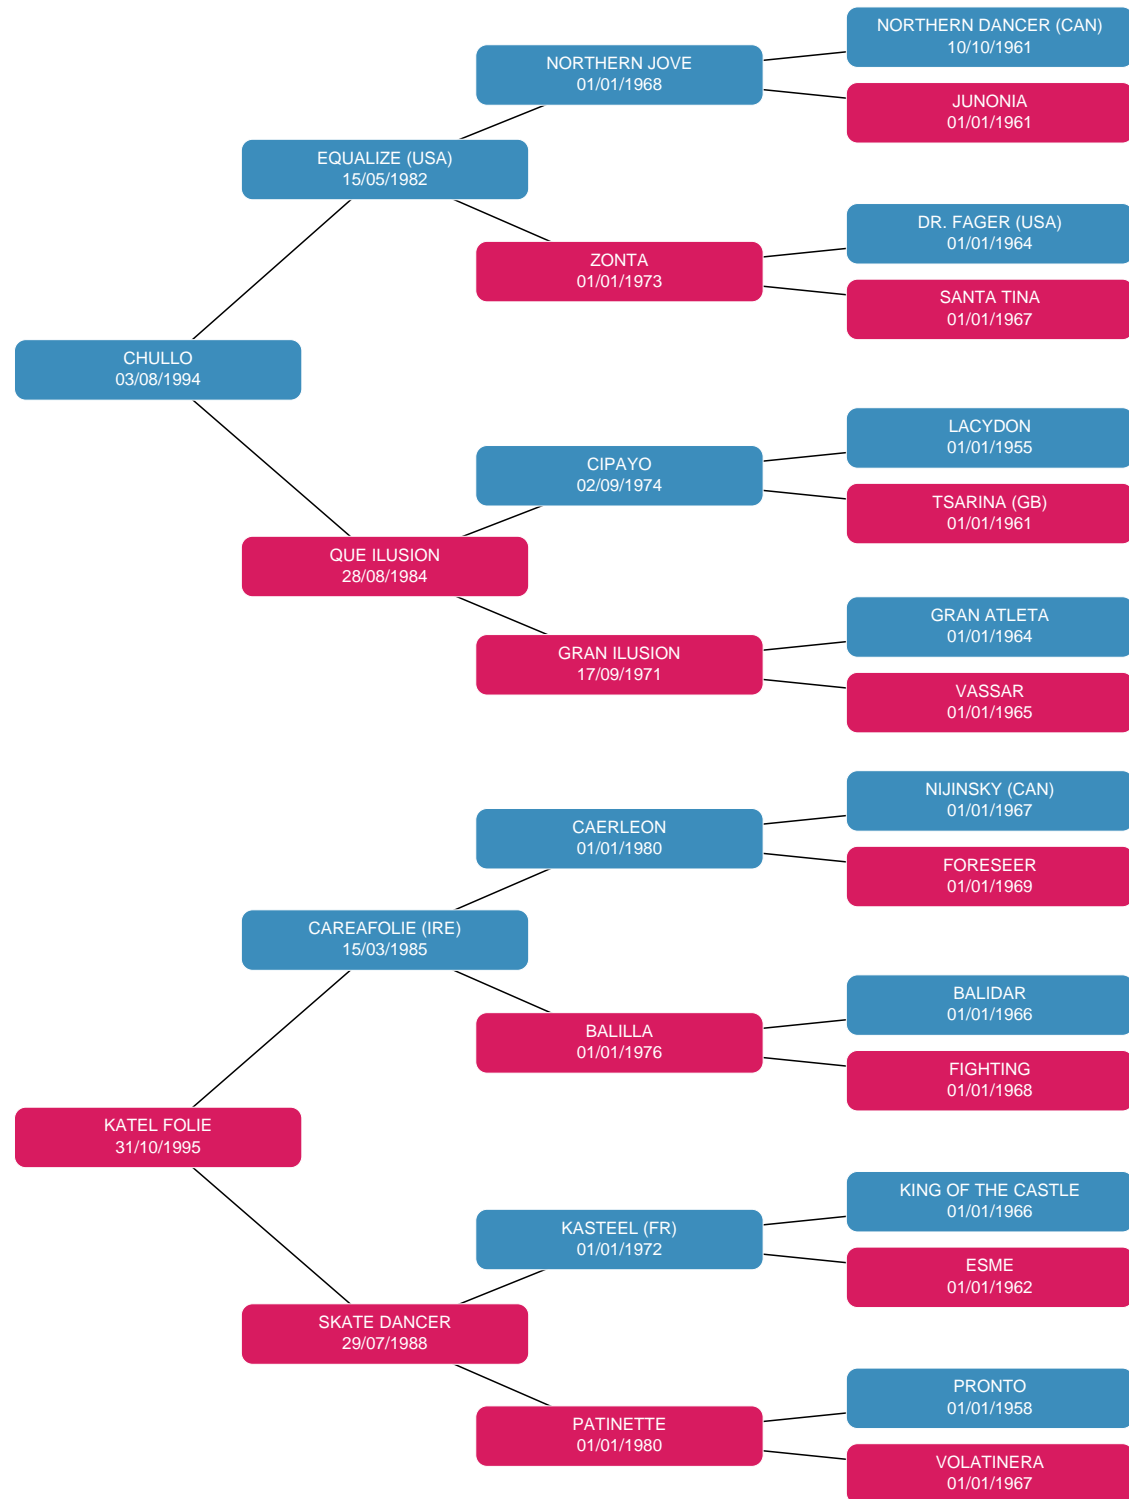 NORTHERN DANCER (CAN)
10/10/1961
NORTHERN JOVE
01/01/1968
JUNONIA
01/01/1961
EQUALIZE (USA)
15/05/1982
DR. FAGER (USA)
01/01/1964
ZONTA
01/01/1973
SANTA TINA
01/01/1967
CHULLO
03/08/1994
LACYDON
01/01/1955
CIPAYO
02/09/1974
TSARINA (GB)
01/01/1961
QUE ILUSION
28/08/1984
GRAN ATLETA
01/01/1964
GRAN ILUSION
17/09/1971
VASSAR
01/01/1965
NIJINSKY (CAN)
01/01/1967
CAERLEON
01/01/1980
FORESEER
01/01/1969
CAREAFOLIE (IRE)
15/03/1985
BALIDAR
01/01/1966
BALILLA
01/01/1976
FIGHTING
01/01/1968
KATEL FOLIE
31/10/1995
KING OF THE CASTLE
01/01/1966
KASTEEL (FR)
01/01/1972
ESME
01/01/1962
SKATE DANCER
29/07/1988
PRONTO
01/01/1958
PATINETTE
01/01/1980
VOLATINERA
01/01/1967